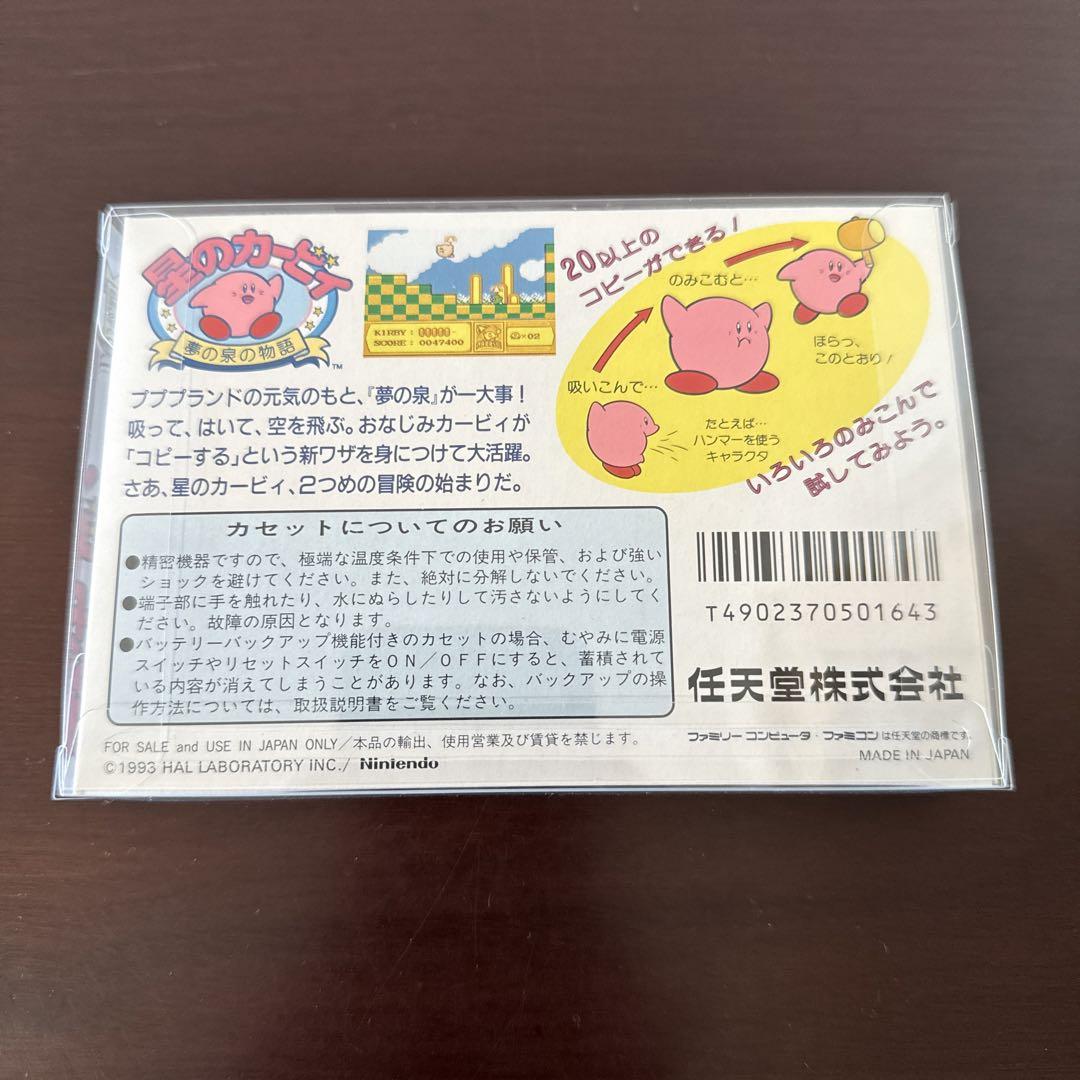 星のカービィ
夢の泉の物語
TM
KIRBY :
SCORE : 0047400
×02
プププランドの元気のもと、『夢の泉』が一大事！
吸って、はいて、空を飛ぶ。おなじみカービィが
「コピーする」という新ワザを身につけて大活躍。
さあ、星のカービィ、2つめの冒険の始まりだ。
20以上の
コピーができる！
吸いこんで…
のみこむと…
ほらっ、
このとおり！
たとえば…
ハンマーを使う
キャラクタ
いろいろのみこんで
試してみよう。
カセットについてのお願い
●精密機器ですので、極端な温度条件下での使用や保管、および強い
ショックを避けてください。また、絶対に分解しないでください。
●端子部に手を触れたり、水にぬらしたりして汚さないようにしてく
ださい。故障の原因となります。
●バッテリーバックアップ機能付きのカセットの場合、むやみに電源
スイッチやリセットスイッチをON／OFFにすると、蓄積されて
いる内容が消えてしまうことがあります。なお、バックアップの操
作方法については、取扱説明書をご覧ください。
T4902370501643
任天堂株式会社
FOR SALE and USE IN JAPAN ONLY／本品の輸出、使用営業及び賃貸を禁じます。
©1993 HAL LABORATORY INC./ Nintendo
ファミリーコンピュータ・ファミコンは任天堂の商標です。
MADE IN JAPAN